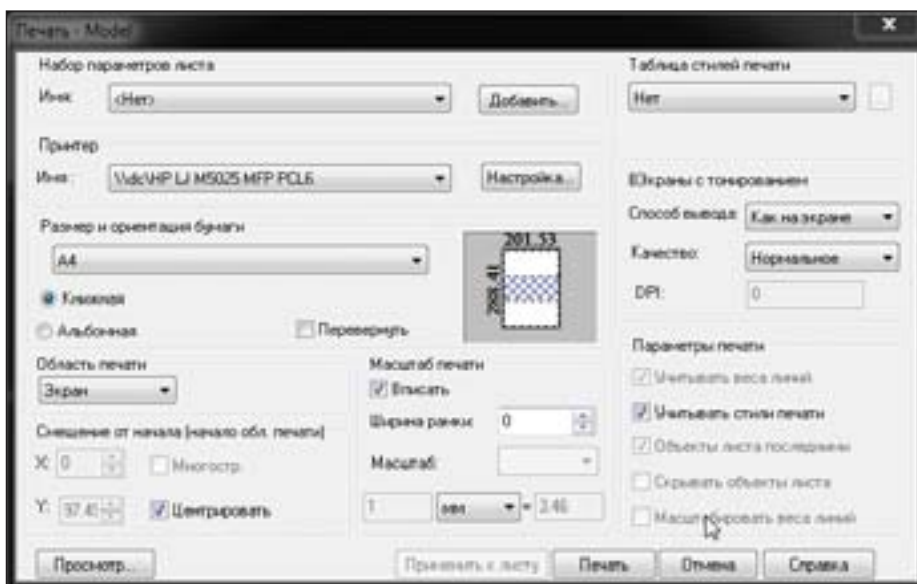 Печать - Model
Набор параметров листа
Имя: <Нет>
Добавить...
Принтер
Имя: \\dc\HP LJ M5025 MFP PCL6
Настройка...
Размер и ориентация бумаги
A4
Книжная
Альбомная
Перевернуть
201.53
288.41
Область печати
Экран
Смещение от начала (начало обл. печати)
X: 0
Многостр.
Y:
Центрировать
Масштаб печати
Вписать
Ширина рамки: 0
Масштаб:
1 мм = 3.46
Таблица стилей печати
Нет
ВЭкраны с тонированием
Способ вывода: Как на экране
Качество: Нормальное
DPI: 0
Параметры печати
Учитывать веса линий
Учитывать стили печати
Объекты листа последними
Скрывать объекты листа
Масштабировать веса линий
Просмотр...
Применить к листу
Печать
Отмена
Справка